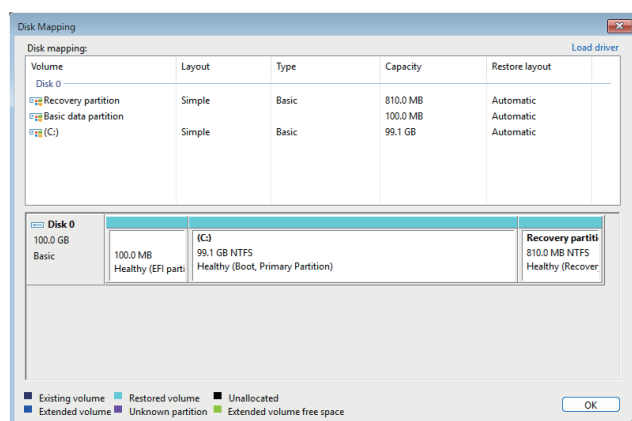 Disk Mapping
Disk mapping: Load driver
Volume Layout Type Capacity Restore layout
Disk 0
Recovery partition Simple Basic 810.0 MB Automatic
Basic data partition 100.0 MB Automatic
(C:) Simple Basic 99.1 GB Automatic
Disk 0
100.0 GB
Basic
100.0 MB
Healthy (EFI parti
(C:)
99.1 GB NTFS
Healthy (Boot, Primary Partition)
Recovery partiti
810.0 MB NTFS
Healthy (Recover
Existing volume Restored volume Unallocated
Extended volume Unknown partition Extended volume free space
OK